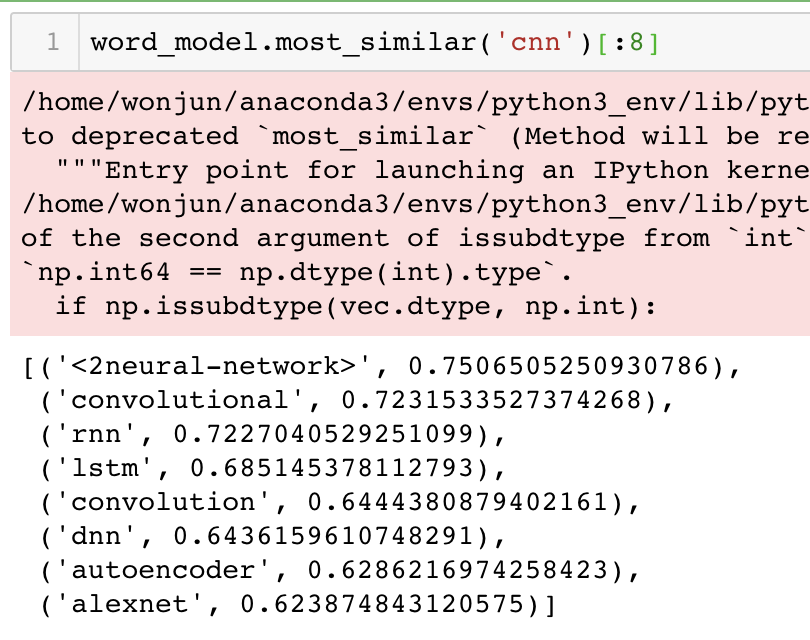 1 word_model.most_similar('cnn')[:8]
/home/wonjun/anaconda3/envs/python3_env/lib/pyt
to deprecated `most_similar` (Method will be re
"""Entry point for launching an IPython kerne
/home/wonjun/anaconda3/envs/python3_env/lib/pyt
of the second argument of issubdtype from `int`
`np.int64 == np.dtype(int).type`.
if np.issubdtype(vec.dtype, np.int):
[('<2neural-network>', 0.7506505250930786),
('convolutional', 0.7231533527374268),
('rnn', 0.7227040529251099),
('lstm', 0.685145378112793),
('convolution', 0.6444380879402161),
('dnn', 0.6436159610748291),
('autoencoder', 0.6286216974258423),
('alexnet', 0.623874843120575)]